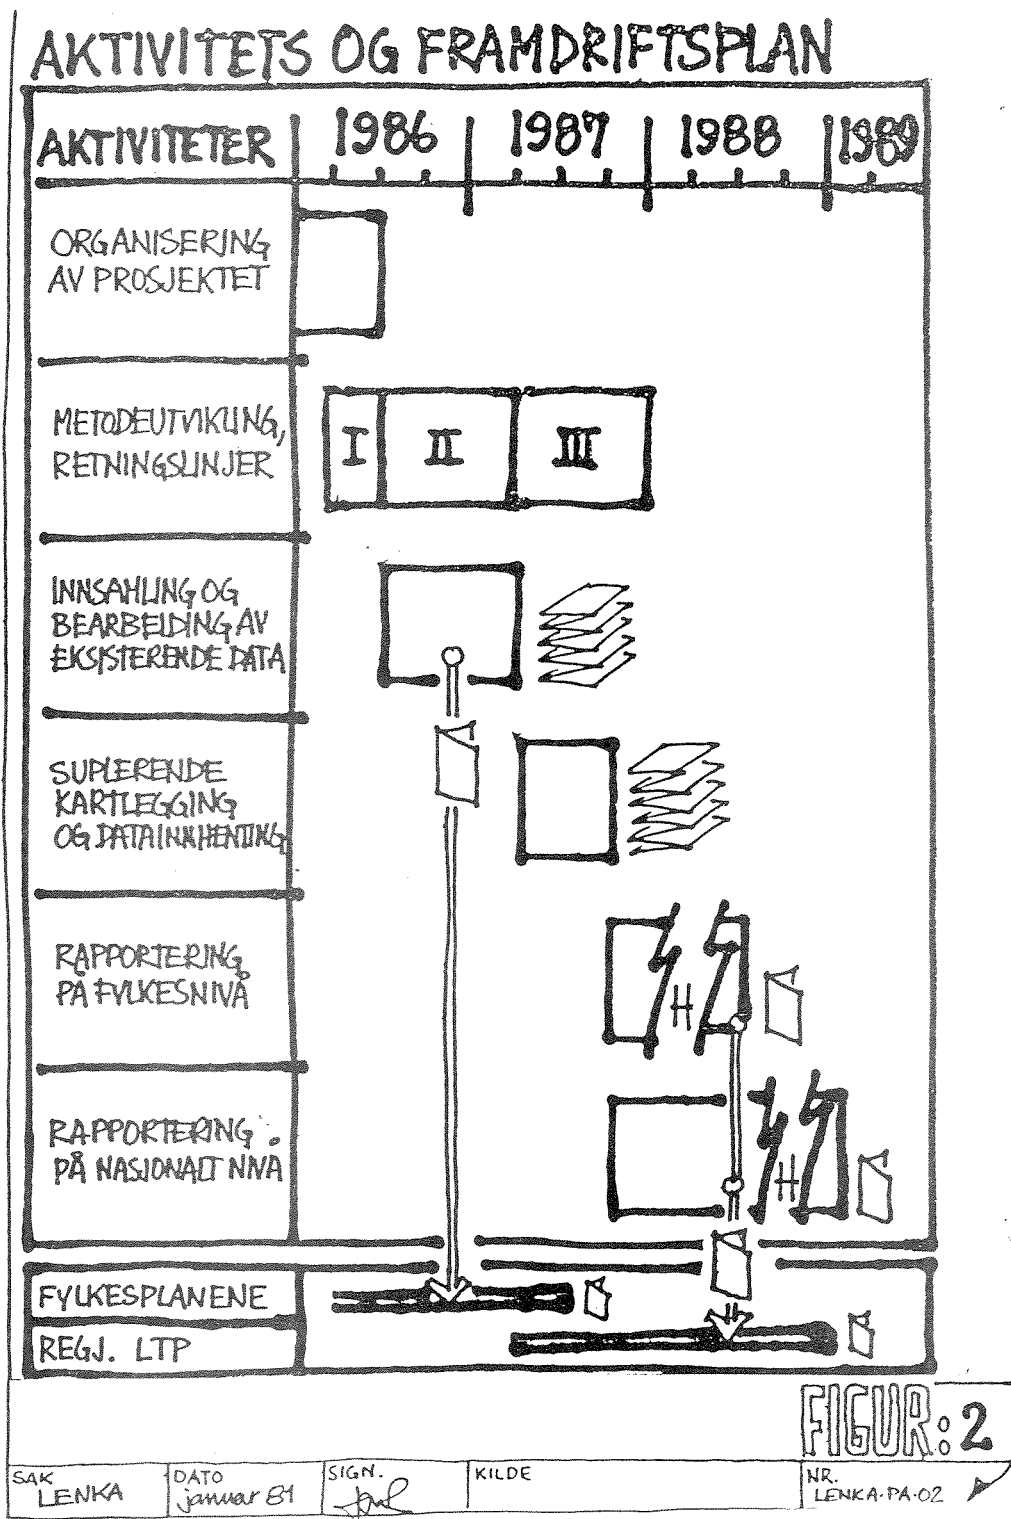 AKTIVITETS OG FRAMDRIFTSPLAN
AKTIVITETER 1986 1987 1988 1989
ORGANISERING
AV PROSJEKTET
METODEUTVIKLING,
RETNINGSLINJER
I II III
INNSAMLING OG
BEARBEIDING AV
EKSISTERENDE DATA
SUPLERENDE
KARTLEGGING
OG DATAINNHENTING
RAPPORTERING
PÅ FYLKESNIVÅ
H
RAPPORTERING
PÅ NASJONALT NIVA
H
FYLKESPLANENE
REGJ. LTP
FIGUR: 2
SAK
LENKA
DATO
januar 87
SIGN.
KILDE
NR.
LENKA-PA-02